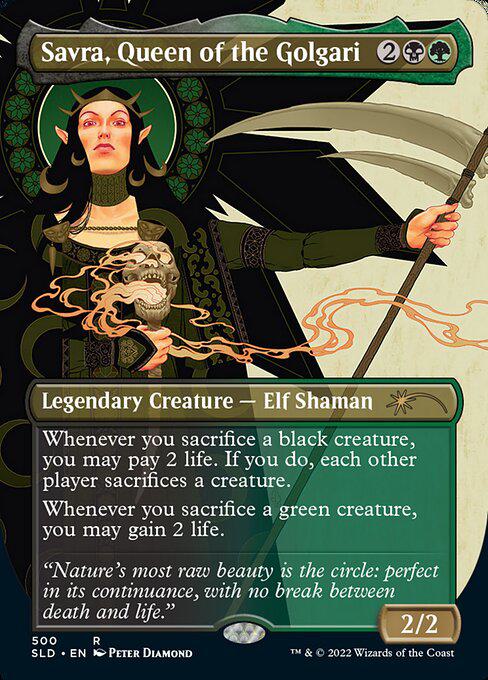 Savra, Queen of the Golgari 2
Legendary Creature — Elf Shaman
Whenever you sacrifice a black creature,
you may pay 2 life. If you do, each other
player sacrifices a creature.
Whenever you sacrifice a green creature,
you may gain 2 life.
“Nature’s most raw beauty is the circle: perfect
in its continuance, with no break between
death and life.”
2/2
500 R
SLD • EN Peter Diamond
™ & © 2022 Wizards of the Coast